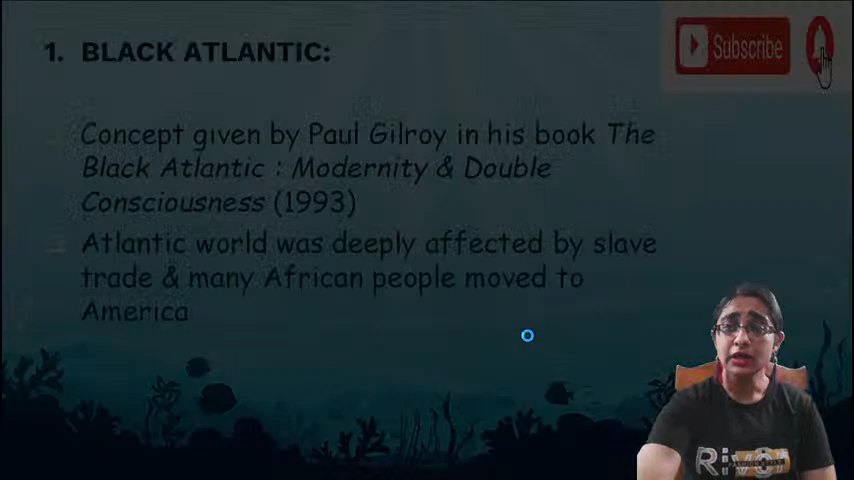 1. BLACK ATLANTIC:
Subscribe
Concept given by Paul Gilroy in his book The
Black Atlantic : Modernity & Double
Consciousness (1993)
Atlantic world was deeply affected by slave
trade & many African people moved to
America